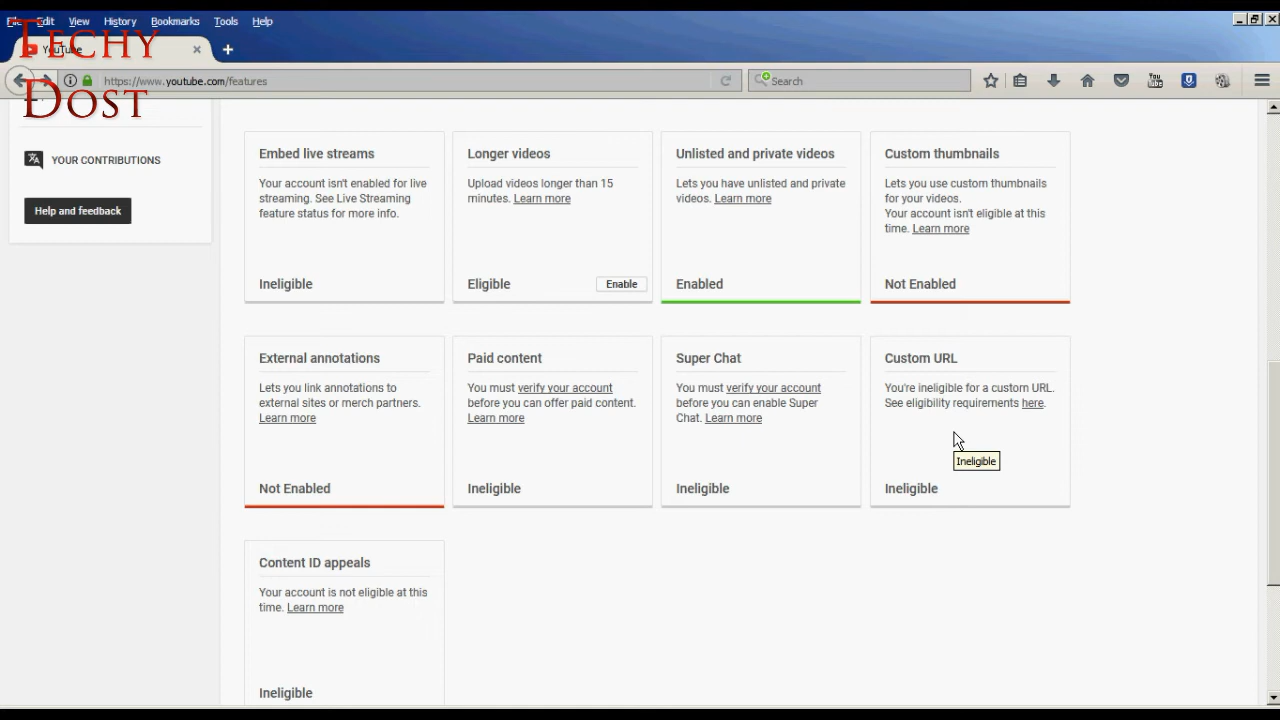 File Edit View History Bookmarks Tools Help
TECHY
YouTube
DOST
https://www.youtube.com/features
Search
You Tube
YOUR CONTRIBUTIONS
Help and feedback
Embed live streams
Your account isn't enabled for live
streaming. See Live Streaming
feature status for more info.
Ineligible
Longer videos
Upload videos longer than 15
minutes. Learn more
Eligible
Enable
Unlisted and private videos
Lets you have unlisted and private
videos. Learn more
Enabled
Custom thumbnails
Lets you use custom thumbnails
for your videos.
Your account isn't eligible at this
time. Learn more
Not Enabled
External annotations
Lets you link annotations to
external sites or merch partners.
Learn more
Not Enabled
Paid content
You must verify your account
before you can offer paid content.
Learn more
Ineligible
Super Chat
You must verify your account
before you can enable Super
Chat. Learn more
Ineligible
Custom URL
You're ineligible for a custom URL.
See eligibility requirements here.
Ineligible
Ineligible
Content ID appeals
Your account is not eligible at this
time. Learn more
Ineligible